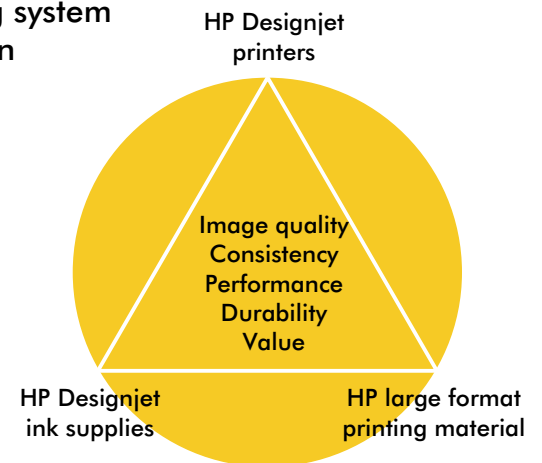 system
HP Designjet
printers
Image quality
Consistency
Performance
Durability
Value
HP Designjet
ink supplies
HP large format
printing material